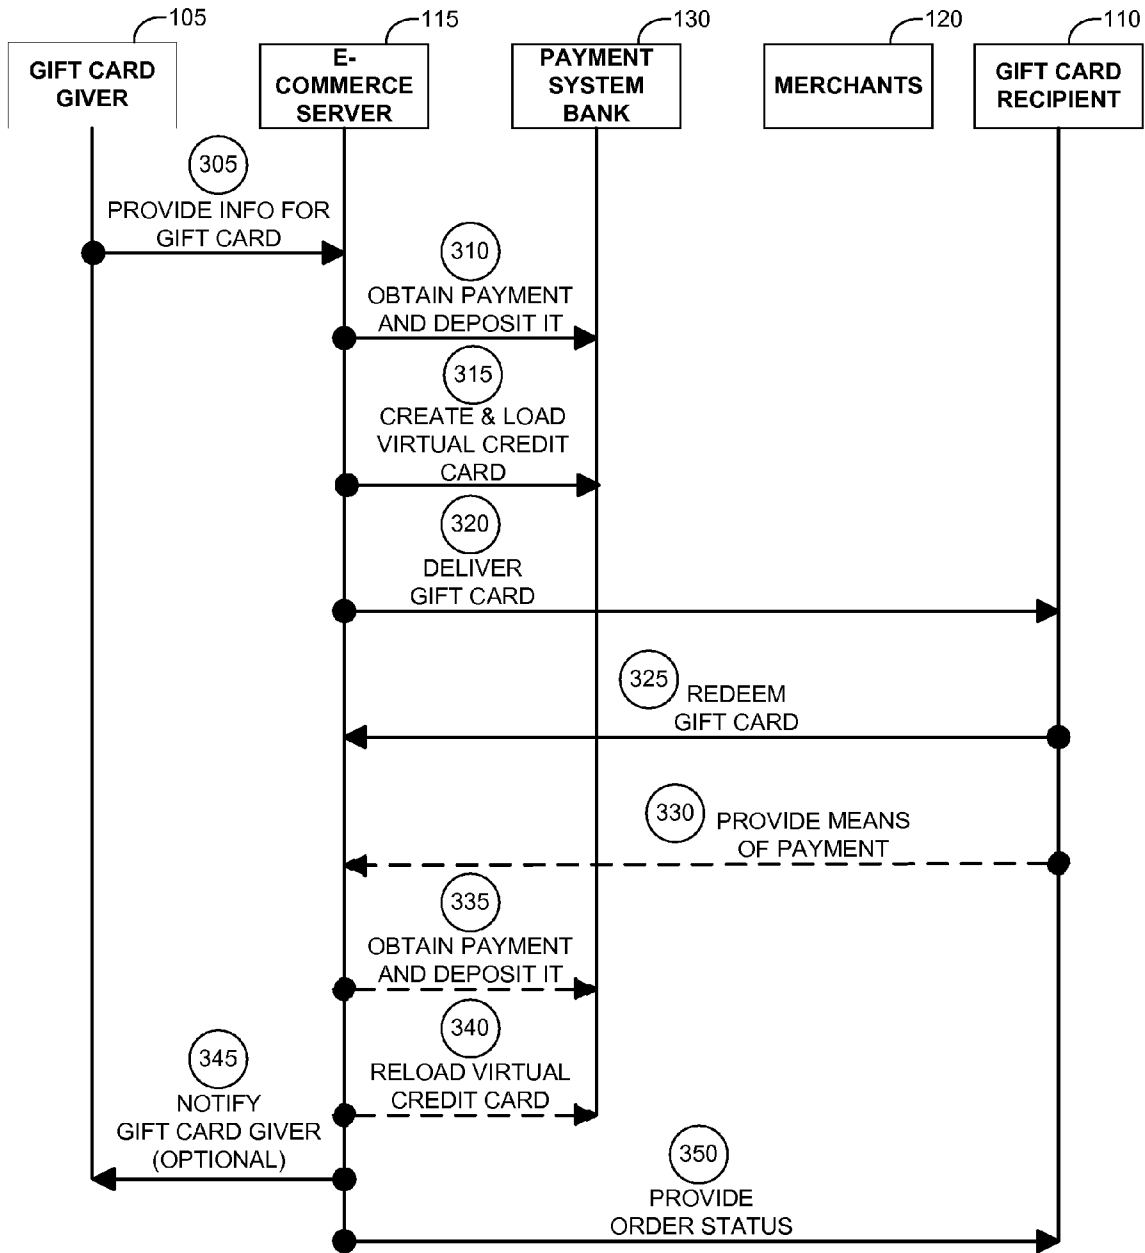 105
115
130
120
110
GIFT CARD
GIVER
E-
COMMERCE
SERVER
PAYMENT
SYSTEM
BANK
MERCHANTS
GIFT CARD
RECIPIENT
305
PROVIDE INFO FOR
GIFT CARD
310
OBTAIN PAYMENT
AND DEPOSIT IT
315
CREATE & LOAD
VIRTUAL CREDIT
CARD
320
DELIVER
GIFT CARD
325
REDEEM
GIFT CARD
330
PROVIDE MEANS
OF PAYMENT
335
OBTAIN PAYMENT
AND DEPOSIT IT
340
RELOAD VIRTUAL
CREDIT CARD
345
NOTIFY
GIFT CARD GIVER
(OPTIONAL)
350
PROVIDE
ORDER STATUS